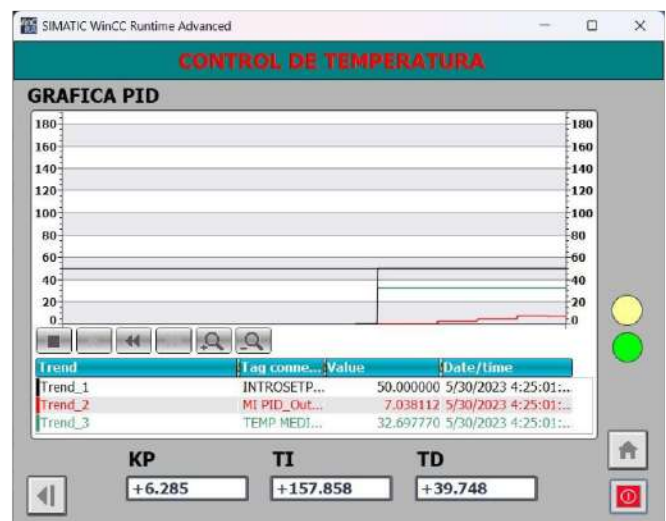 SIMATIC WinCC Runtime Advanced
CONTROL DE TEMPERATURA
GRAFICA PID
180 180
160 160
140 140
120 120
100 100
80 80
60 60
40 40
20 20
0 0
Trend Tag conne... Value Date/time
Trend_1 INTROSETP... 50.000000 5/30/2023 4:25:01:...
Trend_2 MI PID_Out... 7.038112 5/30/2023 4:25:01:...
Trend_3 TEMP MEDI... 32.697770 5/30/2023 4:25:01:...
KP TI TD
+6.285 +157.858 +39.748